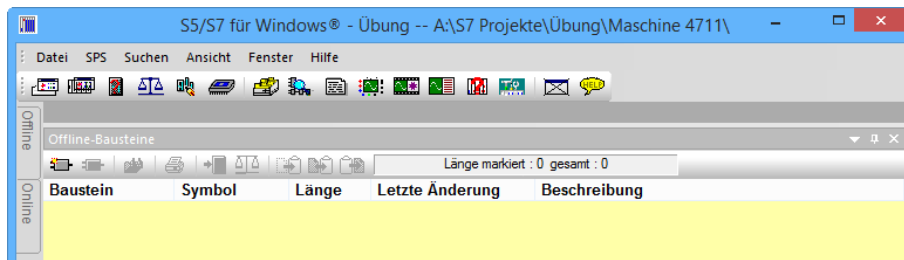 S5/S7 für Windows® - Übung -- A:\S7 Projekte\Übung\Maschine 4711\
Datei SPS Suchen Ansicht Fenster Hilfe
HELP
Offline
Offline-Bausteine
Länge markiert : 0 gesamt : 0
Online
Baustein Symbol Länge Letzte Änderung Beschreibung